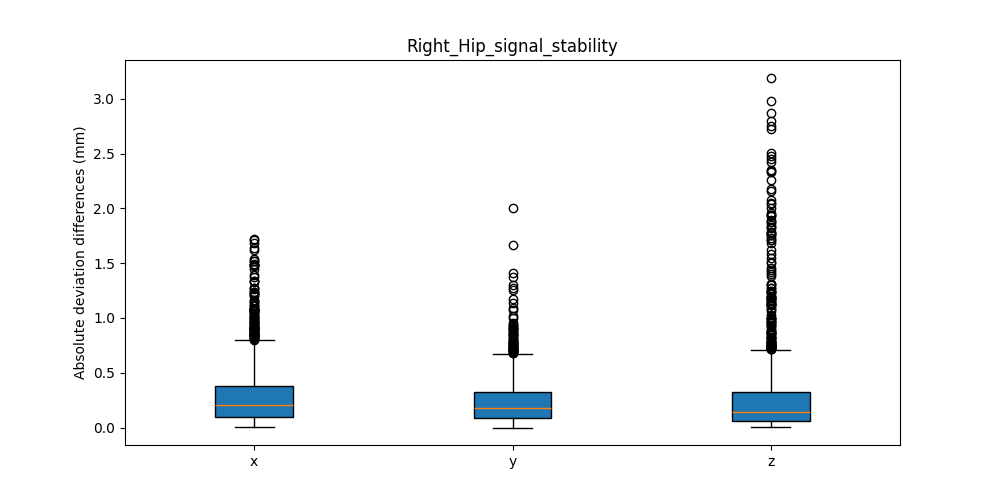 Right_Hip_signal_stability
Absolute deviation differences (mm)
3.0
2.5
2.0
1.5
1.0
0.5
0.0
x y z